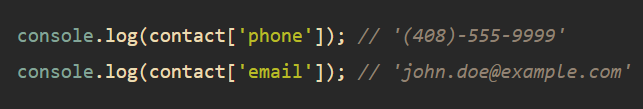 console.log(contact['phone']); // '(408)-555-9999'
console.log(contact['email']); // 'john.doe@example.com'